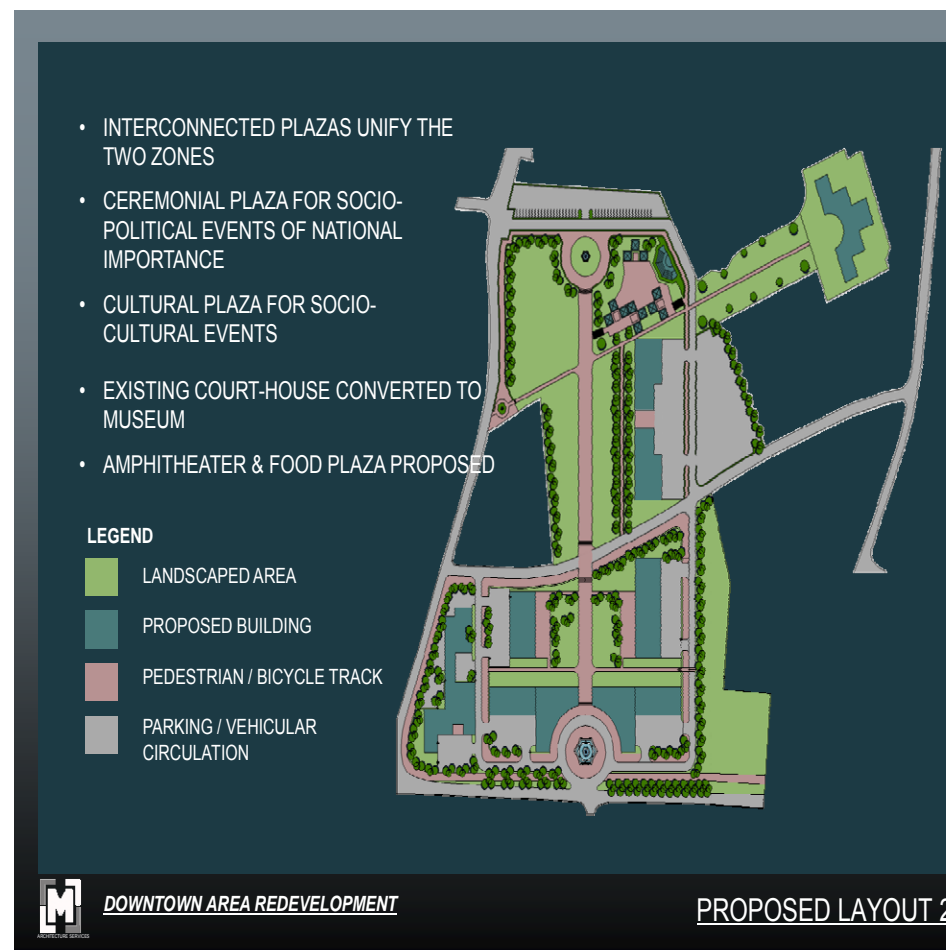 • INTERCONNECTED PLAZAS UNIFY THE
TWO ZONES
• CEREMONIAL PLAZA FOR SOCIO-
POLITICAL EVENTS OF NATIONAL
IMPORTANCE
• CULTURAL PLAZA FOR SOCIO-
CULTURAL EVENTS
• EXISTING COURT-HOUSE CONVERTED TO
MUSEUM
• AMPHITHEATER & FOOD PLAZA PROPOSED
LEGEND
LANDSCAPED AREA
PROPOSED BUILDING
PEDESTRIAN / BICYCLE TRACK
PARKING / VEHICULAR
CIRCULATION
M
ARCHITECTURE SERVICES
DOWNTOWN AREA REDEVELOPMENT
PROPOSED LAYOUT 2